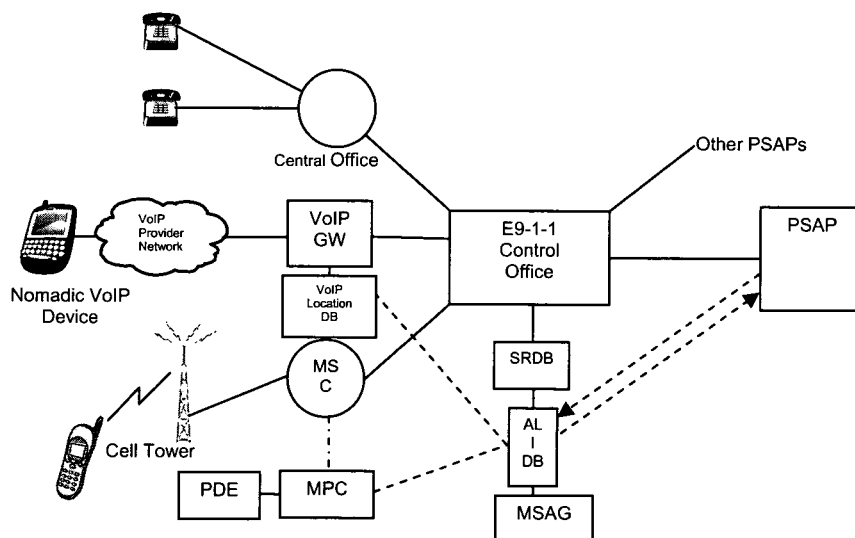 Central Office
Other PSAPs
VoIP
Provider
Network
VoIP
GW
E9-1-1
Control
Office
PSAP
Nomadic VoIP
Device
VoIP
Location
DB
MS
C
SRDB
Cell Tower
AL
I
DB
PDE
MPC
MSAG